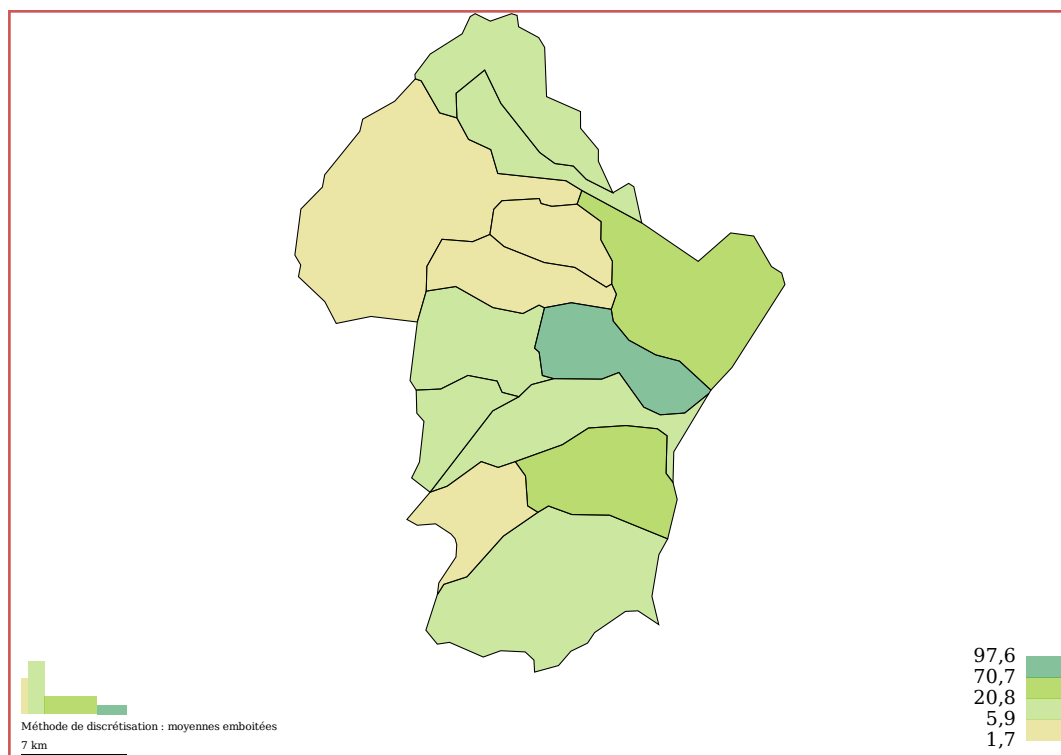 97,6
70,7
20,8
5,9
1,7
Méthode de discrétisation : moyennes emboitées
7 km